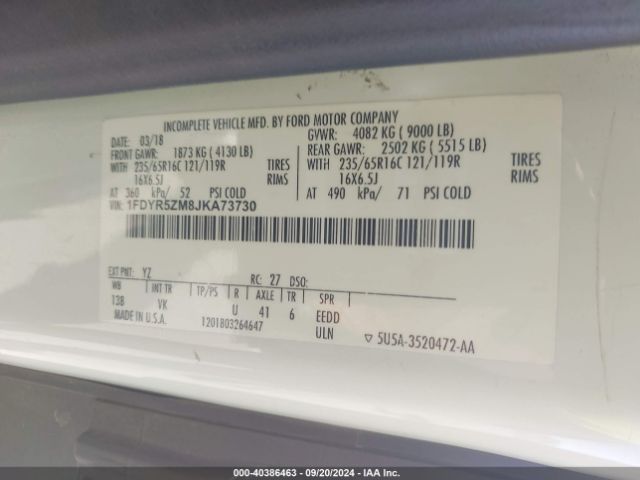 INCOMPLETE VEHICLE MFD. BY FORD MOTOR COMPANY
DATE: 03/18 GVWR: 4082 KG ( 9000 LB)
FRONT GAWR: 1873 KG ( 4130 LB) REAR GAWR: 2502 KG ( 5515 LB)
WITH 235/65R16C 121/119R TIRES WITH 235/65R16C 121/119R TIRES
16X6.5J RIMS 16X6.5J RIMS
AT 360 kPa/ 52 PSI COLD AT 490 kPa/ 71 PSI COLD
VIN: 1FDYR5ZM8JKA73730
EXT PNT: YZ RC: 27 DSO:
WB INT TR TP/PS R AXLE TR SPR
138 VK U 41 6 EEDD
MADE IN U.S.A. 1201803264647 ULN ▽ 5U5A-3520472-AA
000-40386463 - 09/20/2024 - IAA Inc.